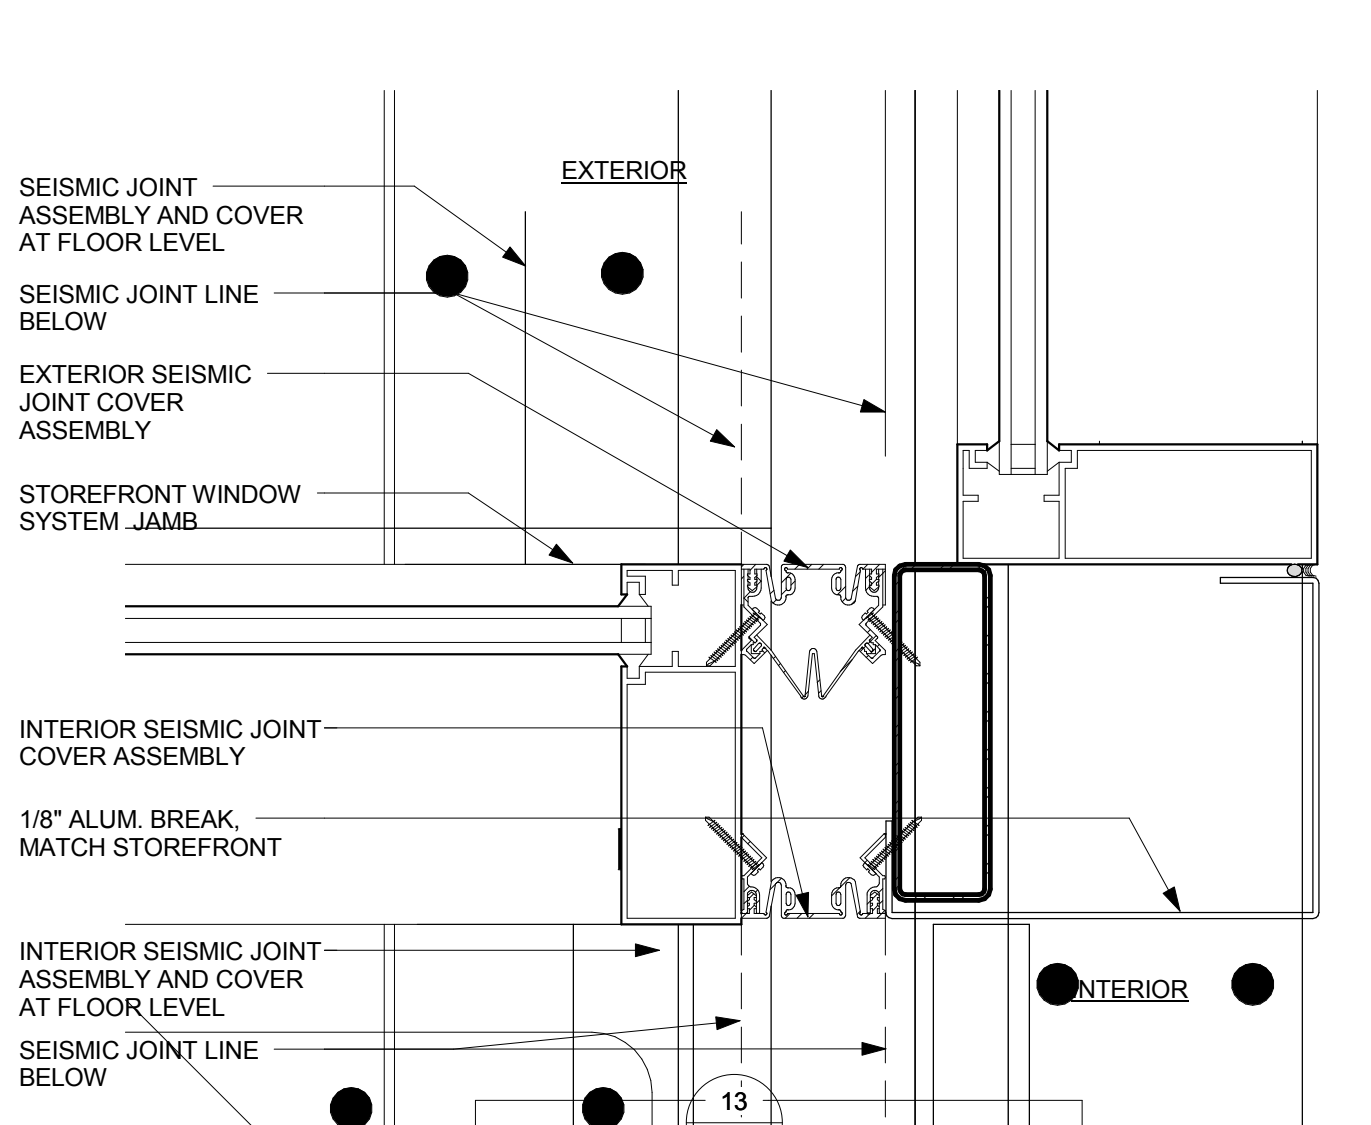 EXTERIOR
SEISMIC JOINT
ASSEMBLY AND COVER
AT FLOOR LEVEL
SEISMIC JOINT LINE
BELOW
EXTERIOR SEISMIC
JOINT COVER
ASSEMBLY
STOREFRONT WINDOW
SYSTEM JAMB
INTERIOR SEISMIC JOINT
COVER ASSEMBLY
1/8" ALUM. BREAK,
MATCH STOREFRONT
INTERIOR SEISMIC JOINT
ASSEMBLY AND COVER
AT FLOOR LEVEL
INTERIOR
SEISMIC JOINT LINE
BELOW
13